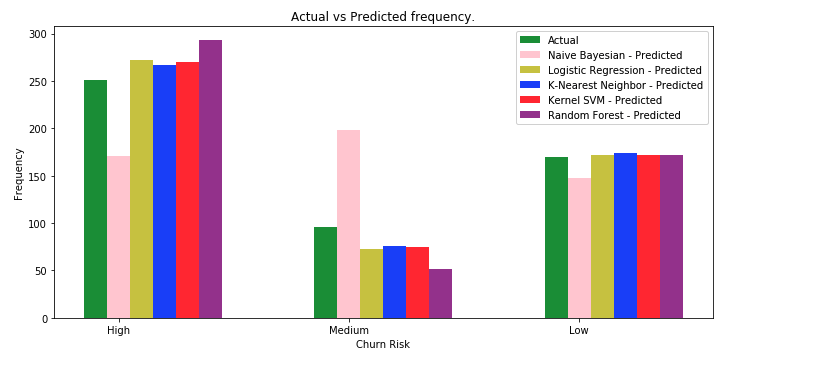 Actual vs Predicted frequency.
Actual
Naive Bayesian - Predicted
Logistic Regression - Predicted
K-Nearest Neighbor - Predicted
Kernel SVM - Predicted
Random Forest - Predicted
300
250
200
150
100
50
0
Frequency
High
Medium
Low
Churn Risk